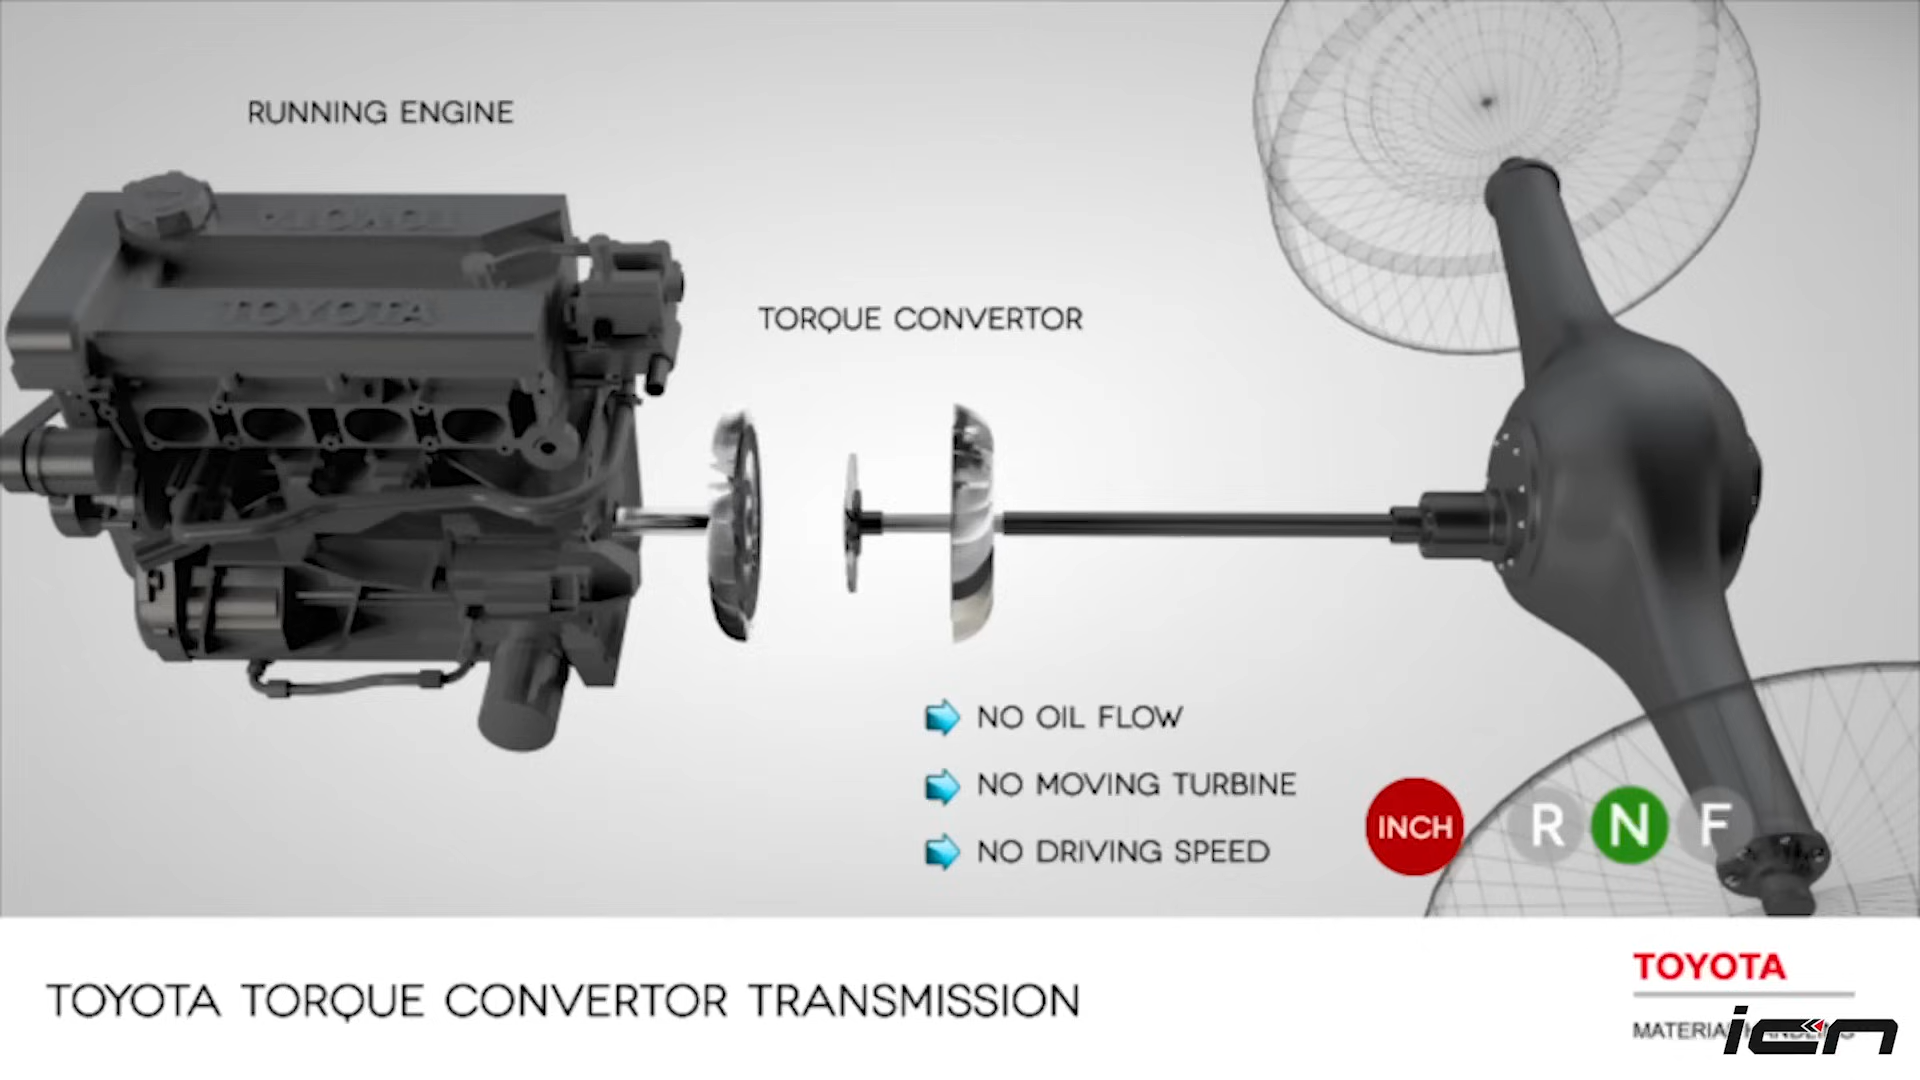 RUNNING ENGINE
TOYOTA
TORQUE CONVERTOR
NO OIL FLOW
NO MOVING TURBINE
NO DRIVING SPEED
INCH
R N F
TOYOTA TORQUE CONVERTOR TRANSMISSION
TOYOTA
icn